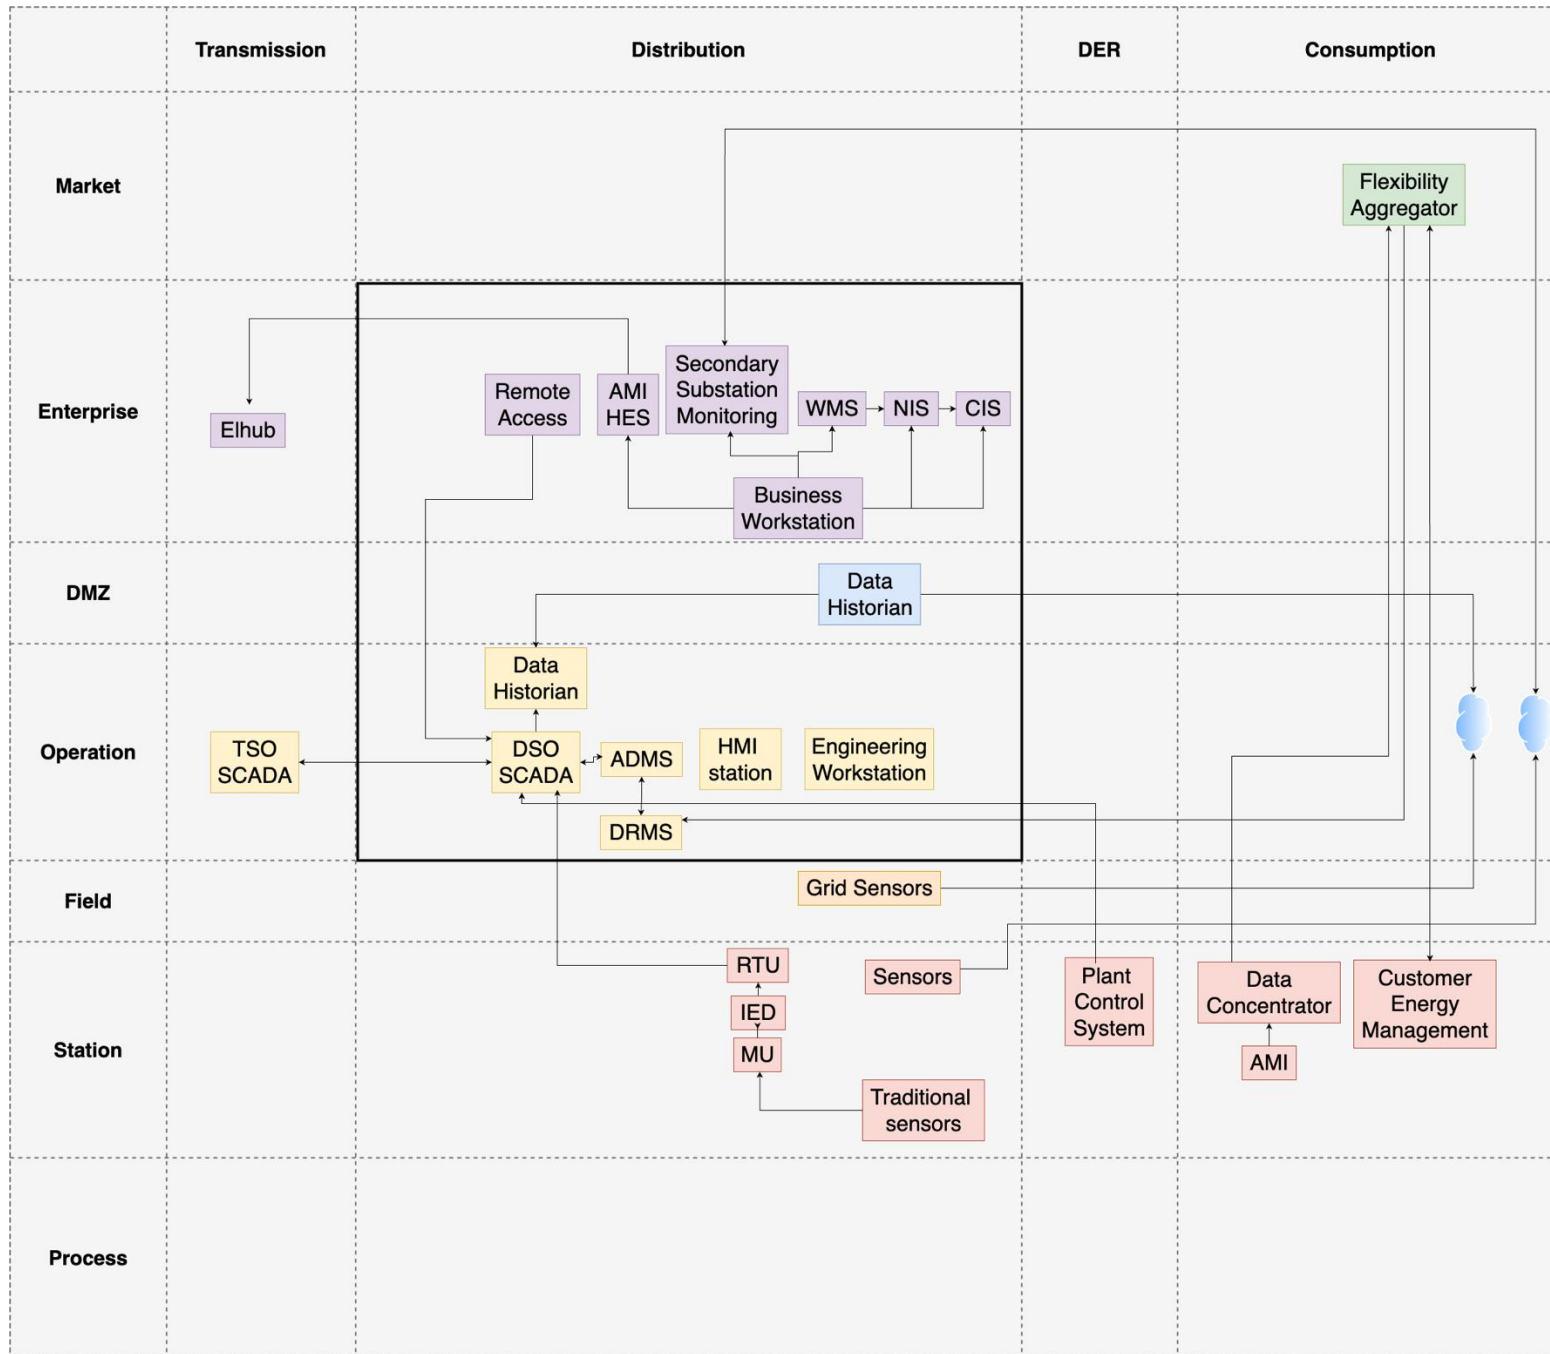 Transmission
Distribution
DER
Consumption
Market
Flexibility
Aggregator
Enterprise
Elhub
Remote
Access
AMI
HES
Secondary
Substation
Monitoring
WMS
NIS
CIS
Business
Workstation
DMZ
Data
Historian
Operation
Data
Historian
TSO
SCADA
DSO
SCADA
ADMS
HMI
station
Engineering
Workstation
DRMS
Field
Grid Sensors
Station
RTU
IED
MU
Sensors
Traditional
sensors
Plant
Control
System
Data
Concentrator
AMI
Customer
Energy
Management
Process